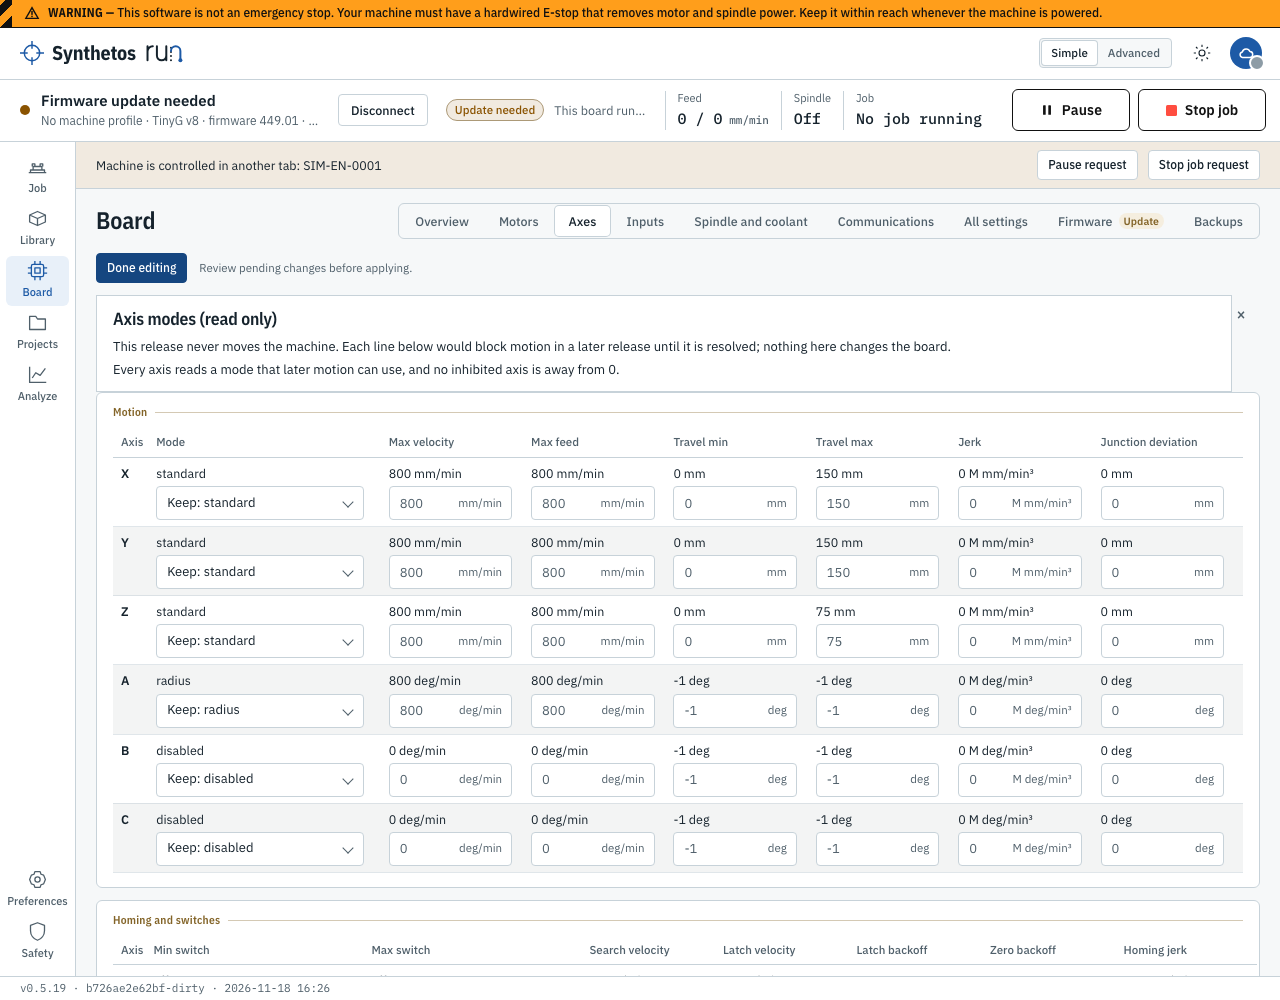 WARNING — This software is not an emergency stop. Your machine must have a hardwired E-stop that removes motor and spindle power. Keep it within reach whenever the machine is powered.
Synthetos run
Simple Advanced
Firmware update needed
No machine profile · TinyG v8 · firmware 449.01 · ...
Disconnect
Update needed This board run...
Feed
0 / 0 mm/min
Spindle
Off
Job
No job running
Pause
Stop job
Job
Library
Board
Projects
Analyze
Preferences
Safety
Machine is controlled in another tab: SIM-EN-0001
Pause request Stop job request
Board
Overview Motors Axes Inputs Spindle and coolant Communications All settings Firmware Update Backups
Done editing Review pending changes before applying.
Axis modes (read only)
×
This release never moves the machine. Each line below would block motion in a later release until it is resolved; nothing here changes the board.
Every axis reads a mode that later motion can use, and no inhibited axis is away from 0.
Motion
Axis Mode Max velocity Max feed Travel min Travel max Jerk Junction deviation
X standard 800 mm/min 800 mm/min 0 mm 150 mm 0 M mm/min³ 0 mm
Keep: standard 800 mm/min 800 mm/min 0 mm 150 mm 0 M mm/min³ 0 mm
Y standard 800 mm/min 800 mm/min 0 mm 150 mm 0 M mm/min³ 0 mm
Keep: standard 800 mm/min 800 mm/min 0 mm 150 mm 0 M mm/min³ 0 mm
Z standard 800 mm/min 800 mm/min 0 mm 75 mm 0 M mm/min³ 0 mm
Keep: standard 800 mm/min 800 mm/min 0 mm 75 mm 0 M mm/min³ 0 mm
A radius 800 deg/min 800 deg/min -1 deg -1 deg 0 M deg/min³ 0 deg
Keep: radius 800 deg/min 800 deg/min -1 deg -1 deg 0 M deg/min³ 0 deg
B disabled 0 deg/min 0 deg/min -1 deg -1 deg 0 M deg/min³ 0 deg
Keep: disabled 0 deg/min 0 deg/min -1 deg -1 deg 0 M deg/min³ 0 deg
C disabled 0 deg/min 0 deg/min -1 deg -1 deg 0 M deg/min³ 0 deg
Keep: disabled 0 deg/min 0 deg/min -1 deg -1 deg 0 M deg/min³ 0 deg
Homing and switches
Axis Min switch Max switch Search velocity Latch velocity Latch backoff Zero backoff Homing jerk
v0.5.19 · b726ae2e62bf-dirty · 2026-11-18 16:26